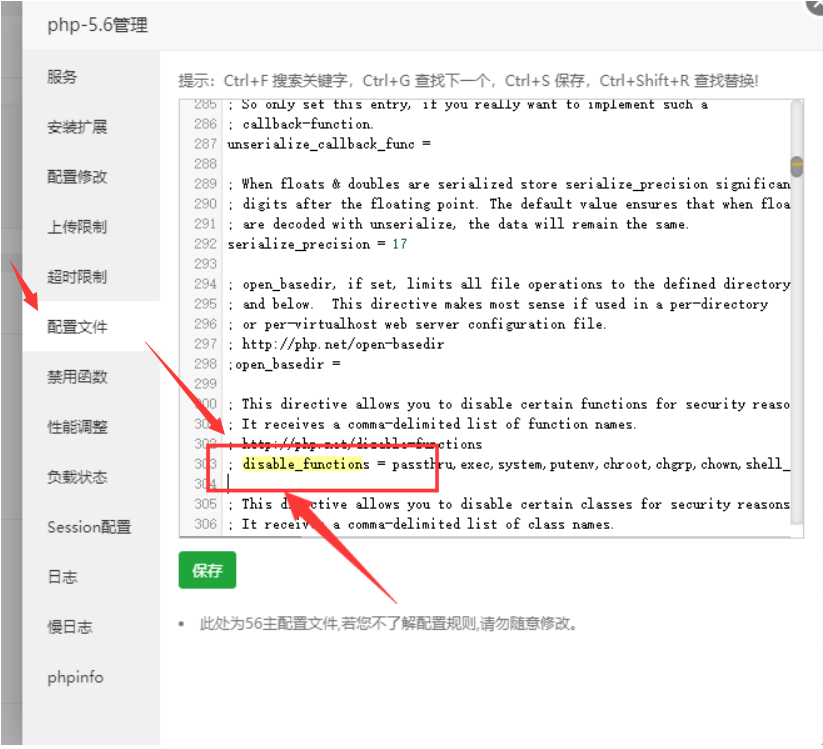 php-5.6管理
服务
安装扩展
配置修改
上传限制
超时限制
配置文件
禁用函数
性能调整
负载状态
Session配置
日志
慢日志
phpinfo
提示：Ctrl+F 搜索关键字，Ctrl+G 查找下一个，Ctrl+S 保存，Ctrl+Shift+R 查找替换!
285 ; So only set this entry, if you really want to implement such a
286 ; callback-function.
287 unserialize_callback_func =
288
289 ; When floats & doubles are serialized store serialize_precision significan
290 ; digits after the floating point. The default value ensures that when floa
291 ; are decoded with unserialize, the data will remain the same.
292 serialize_precision = 17
293
294 ; open_basedir, if set, limits all file operations to the defined directory
295 ; and below.  This directive makes most sense if used in a per-directory
296 ; or per-virtualhost web server configuration file.
297 ; http://php.net/open-basedir
298 ;open_basedir =
299
300 ; This directive allows you to disable certain functions for security reaso
301 ; It receives a comma-delimited list of function names.
302 ; http://php.net/disable-functions
303 ; disable_functions = passthru,exec,system,putenv,chroot,chgrp,chown,shell_
304
305 ; This directive allows you to disable certain classes for security reasons
306 ; It receives a comma-delimited list of class names.
保存
• 此处为56主配置文件,若您不了解配置规则,请勿随意修改。